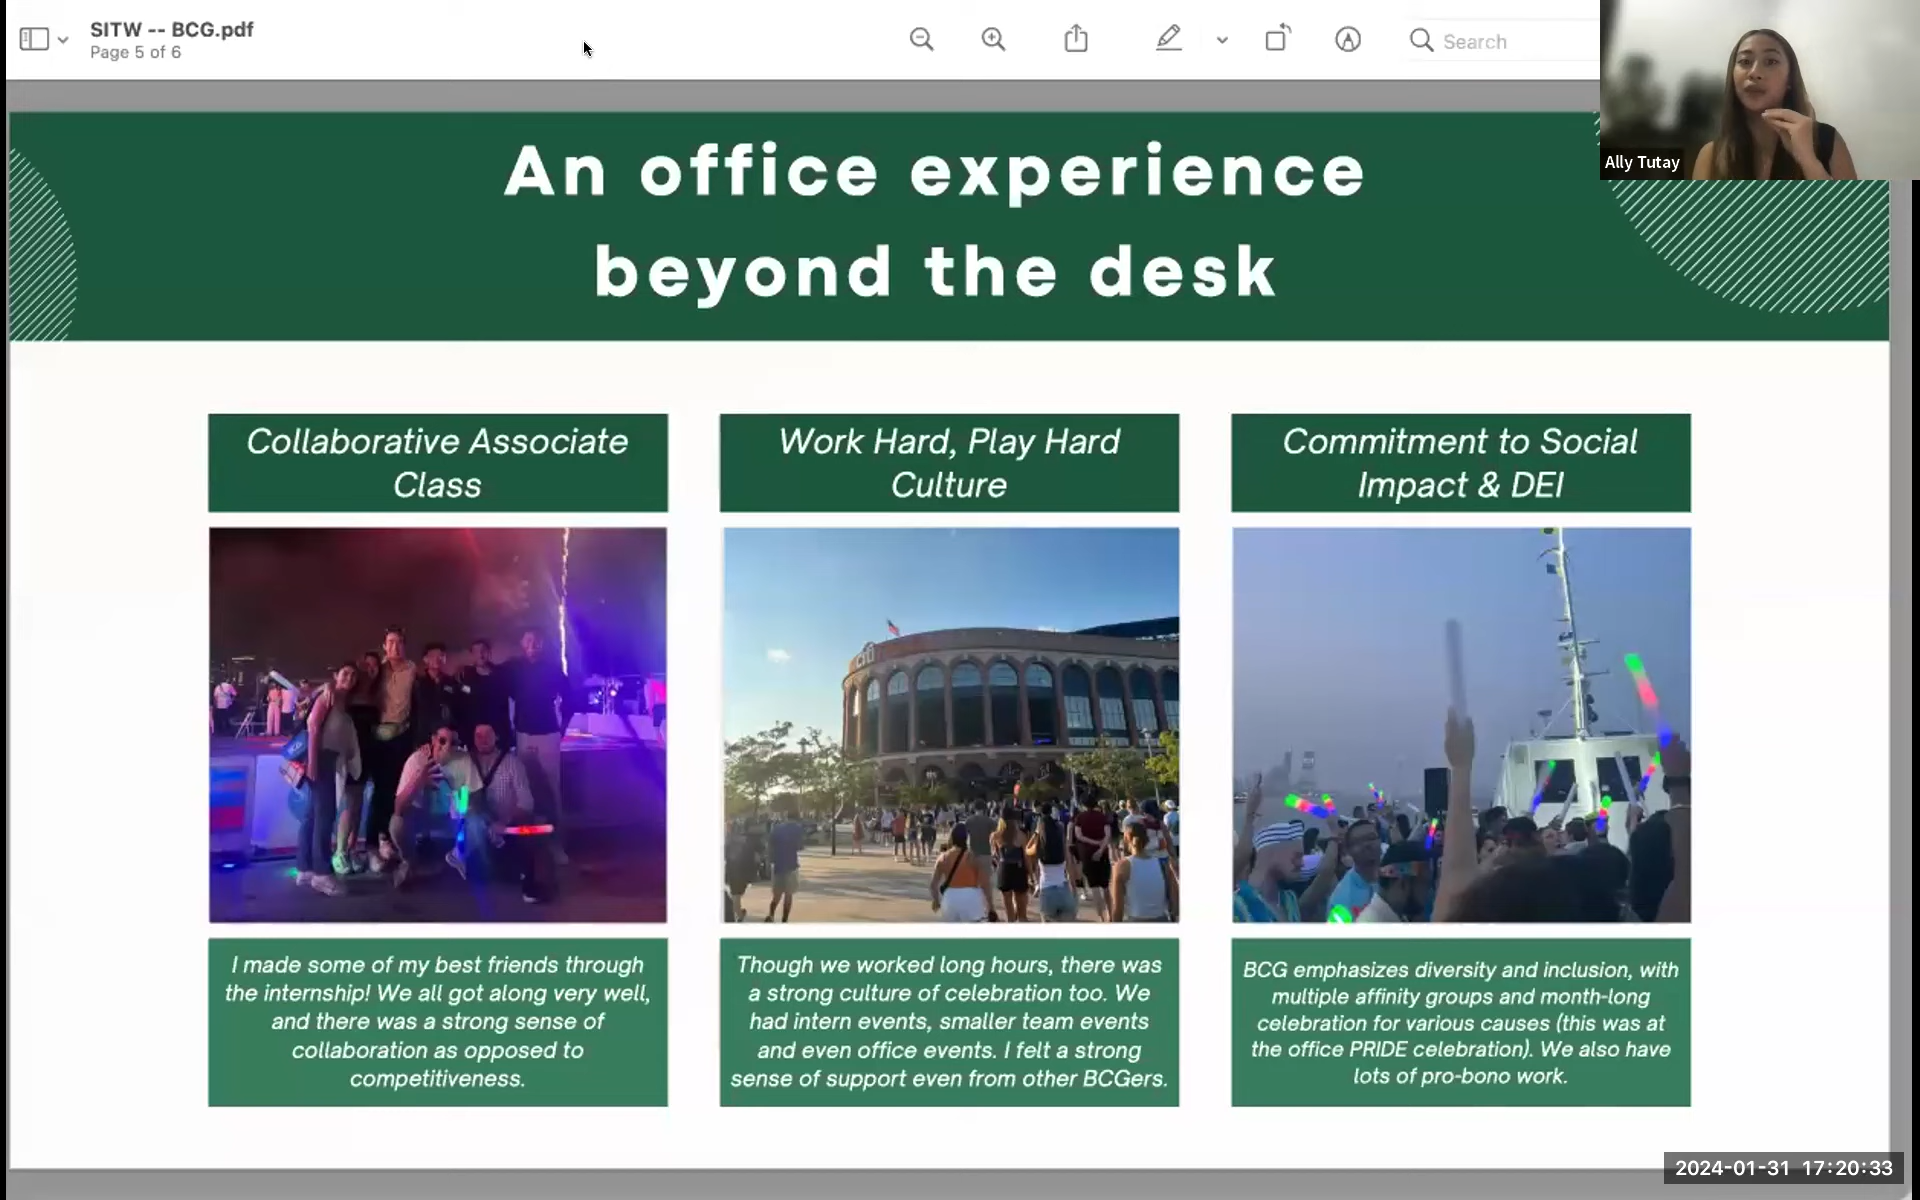 SITW -- BCG.pdf
Page 5 of 6
Search
Ally Tutay
An office experience
beyond the desk
Collaborative Associate
Class
Work Hard, Play Hard
Culture
Commitment to Social
Impact & DEI
citi
BCG
I made some of my best friends through
the internship! We all got along very well,
and there was a strong sense of
collaboration as opposed to
competitiveness.
Though we worked long hours, there was
a strong culture of celebration too. We
had intern events, smaller team events
and even office events. I felt a strong
sense of support even from other BCGers.
BCG emphasizes diversity and inclusion, with
multiple affinity groups and month-long
celebration for various causes (this was at
the office PRIDE celebration). We also have
lots of pro-bono work.
2024-01-31 17:20:33